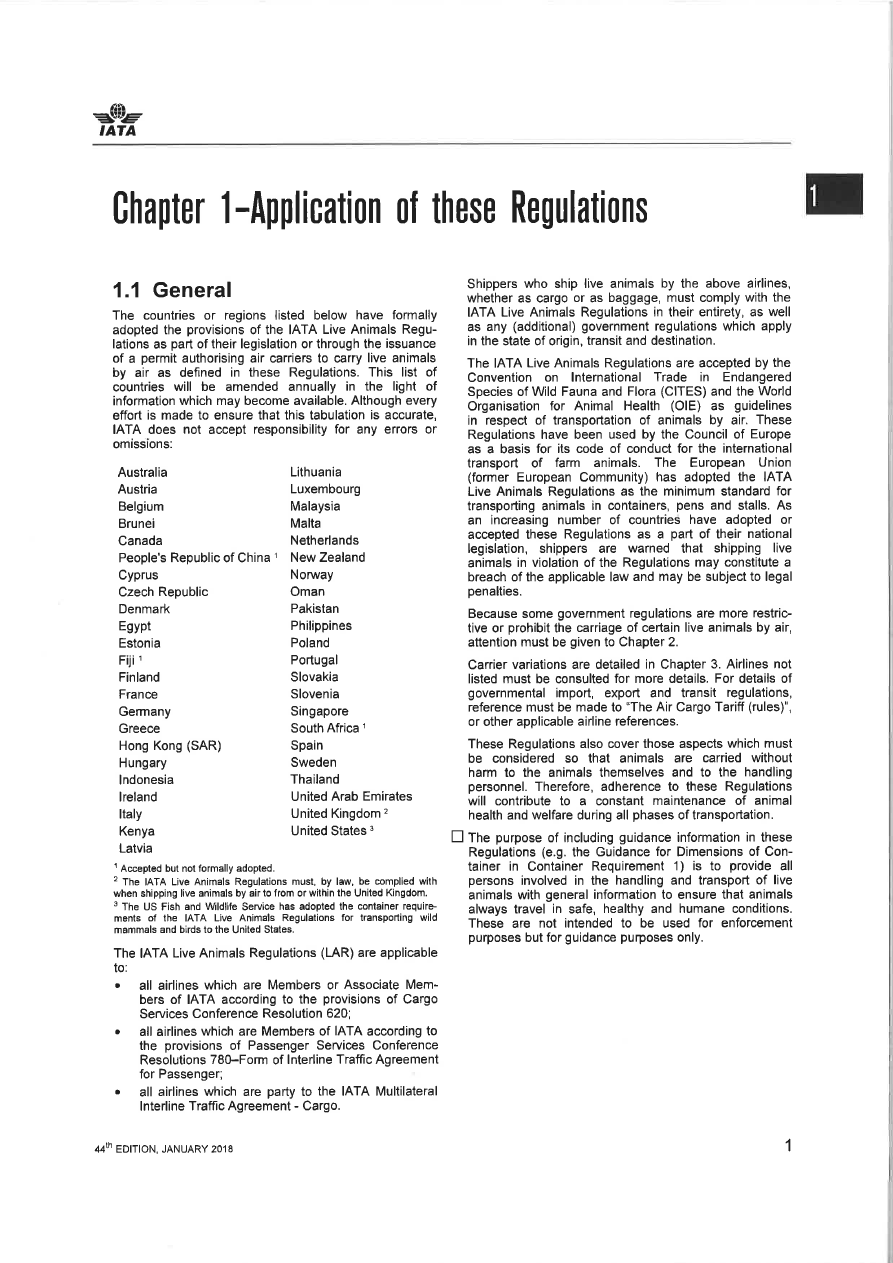 IATA
Chapter 1–Application of these Regulations
1
1.1 General
The countries or regions listed below have formally
adopted the provisions of the IATA Live Animals Regu-
lations as part of their legislation or through the issuance
of a permit authorising air carriers to carry live animals
by air as defined in these Regulations. This list of
countries will be amended annually in the light of
information which may become available. Although every
effort is made to ensure that this tabulation is accurate,
IATA does not accept responsibility for any errors or
omissions:
Australia
Austria
Belgium
Brunei
Canada
People's Republic of China ¹
Cyprus
Czech Republic
Denmark
Egypt
Estonia
Fiji ¹
Finland
France
Germany
Greece
Hong Kong (SAR)
Hungary
Indonesia
Ireland
Italy
Kenya
Latvia
Lithuania
Luxembourg
Malaysia
Malta
Netherlands
New Zealand
Norway
Oman
Pakistan
Philippines
Poland
Portugal
Slovakia
Slovenia
Singapore
South Africa ¹
Spain
Sweden
Thailand
United Arab Emirates
United Kingdom ²
United States ³
¹ Accepted but not formally adopted.
² The IATA Live Animals Regulations must, by law, be complied with
when shipping live animals by air to from or within the United Kingdom.
³ The US Fish and Wildlife Service has adopted the container require-
ments of the IATA Live Animals Regulations for transporting wild
mammals and birds to the United States.
The IATA Live Animals Regulations (LAR) are applicable
to:
• all airlines which are Members or Associate Mem-
bers of IATA according to the provisions of Cargo
Services Conference Resolution 620;
• all airlines which are Members of IATA according to
the provisions of Passenger Services Conference
Resolutions 780–Form of Interline Traffic Agreement
for Passenger;
• all airlines which are party to the IATA Multilateral
Interline Traffic Agreement - Cargo.
Shippers who ship live animals by the above airlines,
whether as cargo or as baggage, must comply with the
IATA Live Animals Regulations in their entirety, as well
as any (additional) government regulations which apply
in the state of origin, transit and destination.
The IATA Live Animals Regulations are accepted by the
Convention on International Trade in Endangered
Species of Wild Fauna and Flora (CITES) and the World
Organisation for Animal Health (OIE) as guidelines
in respect of transportation of animals by air. These
Regulations have been used by the Council of Europe
as a basis for its code of conduct for the international
transport of farm animals. The European Union
(former European Community) has adopted the IATA
Live Animals Regulations as the minimum standard for
transporting animals in containers, pens and stalls. As
an increasing number of countries have adopted or
accepted these Regulations as a part of their national
legislation, shippers are warned that shipping live
animals in violation of the Regulations may constitute a
breach of the applicable law and may be subject to legal
penalties.
Because some government regulations are more restric-
tive or prohibit the carriage of certain live animals by air,
attention must be given to Chapter 2.
Carrier variations are detailed in Chapter 3. Airlines not
listed must be consulted for more details. For details of
governmental import, export and transit regulations,
reference must be made to “The Air Cargo Tariff (rules)”,
or other applicable airline references.
These Regulations also cover those aspects which must
be considered so that animals are carried without
harm to the animals themselves and to the handling
personnel. Therefore, adherence to these Regulations
will contribute to a constant maintenance of animal
health and welfare during all phases of transportation.
☐ The purpose of including guidance information in these
Regulations (e.g. the Guidance for Dimensions of Con-
tainer in Container Requirement 1) is to provide all
persons involved in the handling and transport of live
animals with general information to ensure that animals
always travel in safe, healthy and humane conditions.
These are not intended to be used for enforcement
purposes but for guidance purposes only.
44th EDITION, JANUARY 2018
1